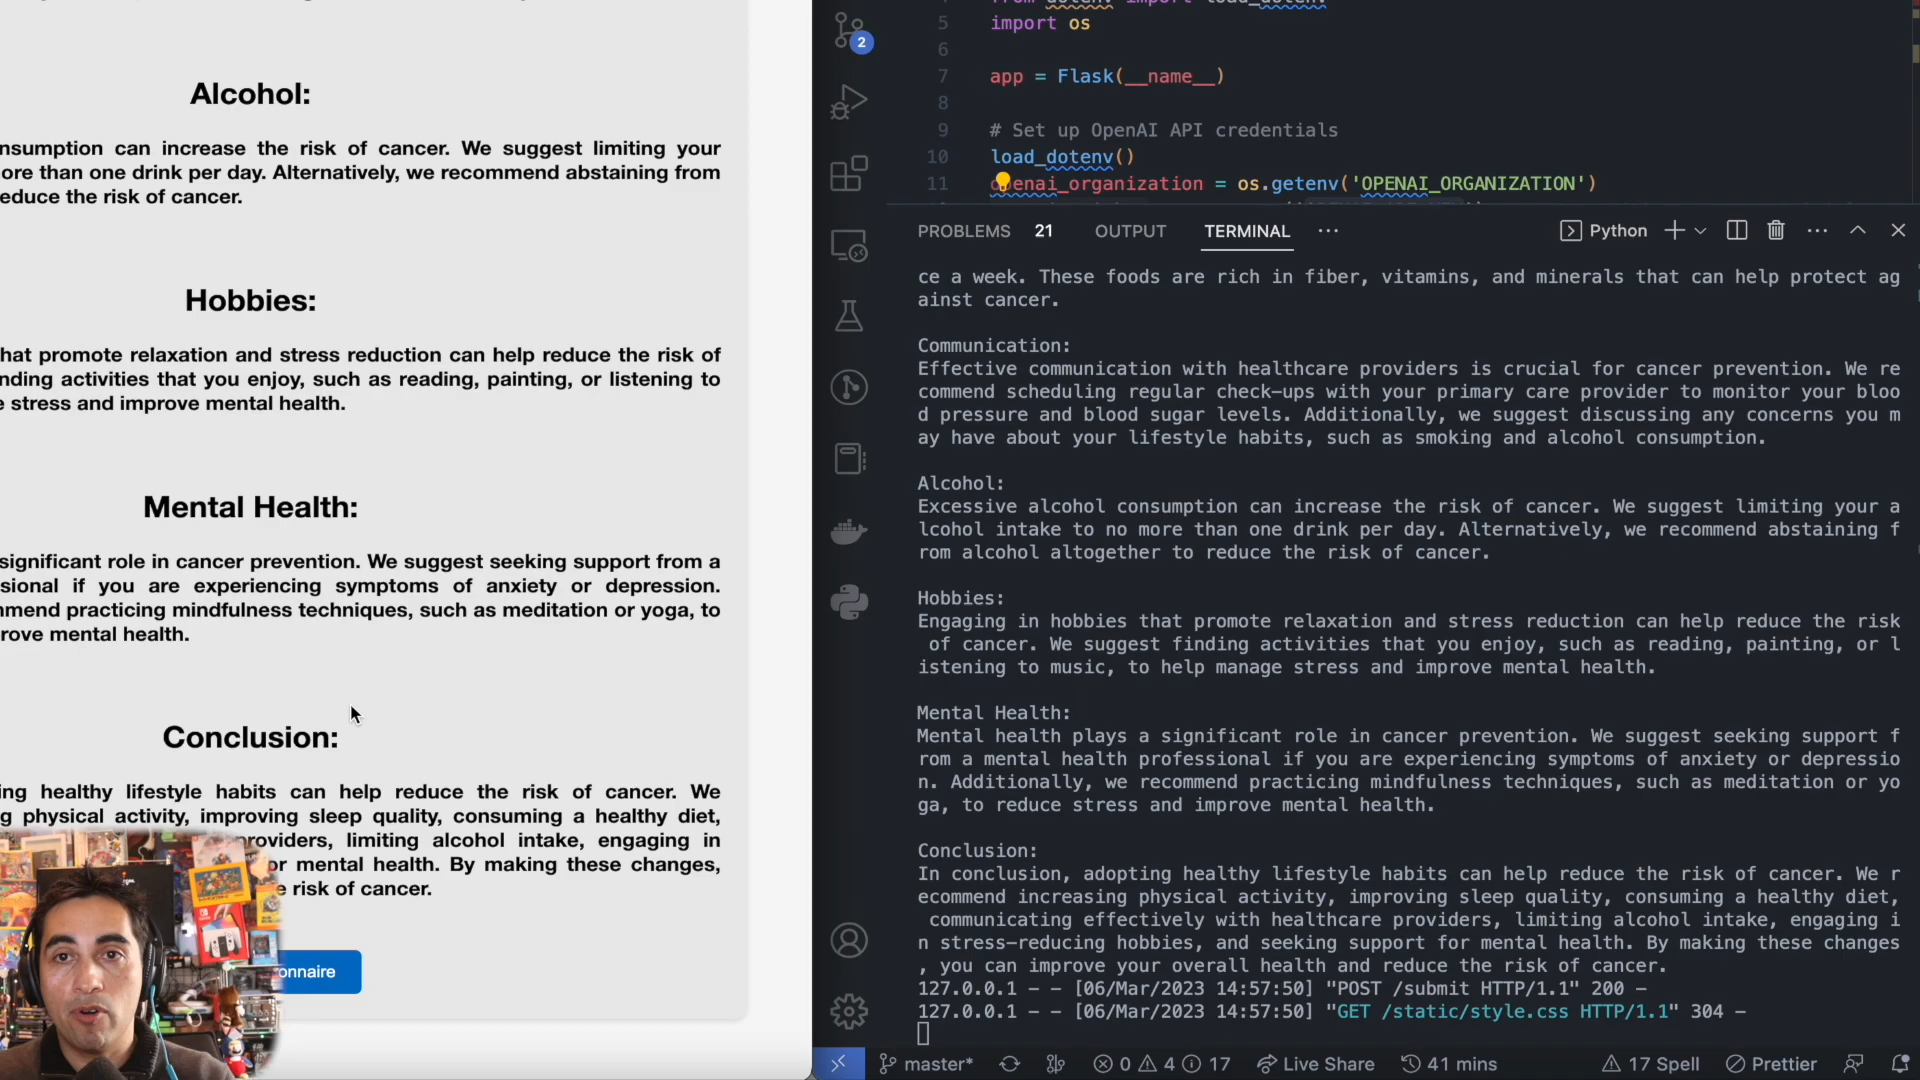 Alcohol:
nsumption can increase the risk of cancer. We suggest limiting your
ore than one drink per day. Alternatively, we recommend abstaining from
educe the risk of cancer.
Hobbies:
hat promote relaxation and stress reduction can help reduce the risk of
nding activities that you enjoy, such as reading, painting, or listening to
e stress and improve mental health.
Mental Health:
significant role in cancer prevention. We suggest seeking support from a
sional if you are experiencing symptoms of anxiety or depression.
mend practicing mindfulness techniques, such as meditation or yoga, to
rove mental health.
Conclusion:
ing healthy lifestyle habits can help reduce the risk of cancer. We
g physical activity, improving sleep quality, consuming a healthy diet,
roviders, limiting alcohol intake, engaging in
or mental health. By making these changes,
e risk of cancer.
onnaire
2
5 import os
6
7 app = Flask(__name__)
8
9 # Set up OpenAI API credentials
10 load_dotenv()
11 openai_organization = os.getenv('OPENAI_ORGANIZATION')
PROBLEMS 21 OUTPUT TERMINAL ··· Python
ce a week. These foods are rich in fiber, vitamins, and minerals that can help protect ag
ainst cancer.
Communication:
Effective communication with healthcare providers is crucial for cancer prevention. We re
commend scheduling regular check-ups with your primary care provider to monitor your bloo
d pressure and blood sugar levels. Additionally, we suggest discussing any concerns you m
ay have about your lifestyle habits, such as smoking and alcohol consumption.
Alcohol:
Excessive alcohol consumption can increase the risk of cancer. We suggest limiting your a
lcohol intake to no more than one drink per day. Alternatively, we recommend abstaining f
rom alcohol altogether to reduce the risk of cancer.
Hobbies:
Engaging in hobbies that promote relaxation and stress reduction can help reduce the risk
of cancer. We suggest finding activities that you enjoy, such as reading, painting, or l
istening to music, to help manage stress and improve mental health.
Mental Health:
Mental health plays a significant role in cancer prevention. We suggest seeking support f
rom a mental health professional if you are experiencing symptoms of anxiety or depressio
n. Additionally, we recommend practicing mindfulness techniques, such as meditation or yo
ga, to reduce stress and improve mental health.
Conclusion:
In conclusion, adopting healthy lifestyle habits can help reduce the risk of cancer. We r
ecommend increasing physical activity, improving sleep quality, consuming a healthy diet,
communicating effectively with healthcare providers, limiting alcohol intake, engaging i
n stress-reducing hobbies, and seeking support for mental health. By making these changes
, you can improve your overall health and reduce the risk of cancer.
127.0.0.1 - - [06/Mar/2023 14:57:50] "POST /submit HTTP/1.1" 200 -
127.0.0.1 - - [06/Mar/2023 14:57:50] "GET /static/style.css HTTP/1.1" 304 -
master* 0 4 17 Live Share 41 mins 17 Spell Prettier